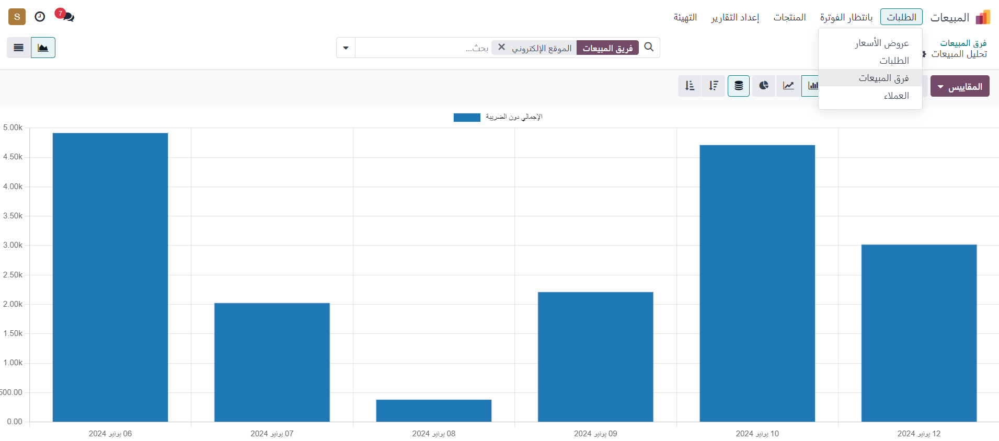 المبيعات
الطلبات
بانتظار الفوترة
المنتجات
إعداد التقارير
التهيئة
7
S
عروض الأسعار
الطلبات
فرق المبيعات
العملاء
فرق المبيعات
تحليل المبيعات
فريق المبيعات
الموقع الإلكتروني
بحث...
المقاييس
الإجمالي دون الضريبة
5.00k
4.50k
4.00k
3.50k
3.00k
2.50k
2.00k
1.50k
1.00k
500.00
0.00
06 يونيو 2024
07 يونيو 2024
08 يونيو 2024
09 يونيو 2024
10 يونيو 2024
12 يونيو 2024